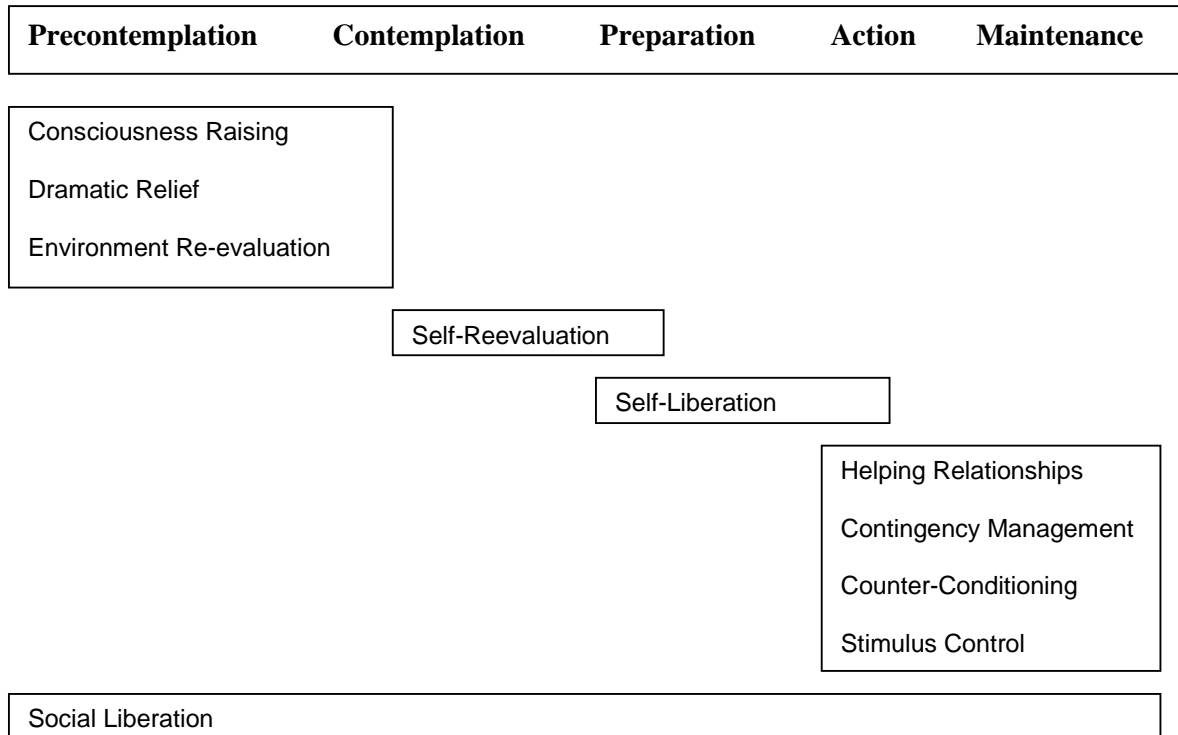 Precontemplation Contemplation Preparation Action Maintenance
Consciousness Raising
Dramatic Relief
Environment Re-evaluation
Self-Reevaluation
Self-Liberation
Helping Relationships
Contingency Management
Counter-Conditioning
Stimulus Control
Social Liberation